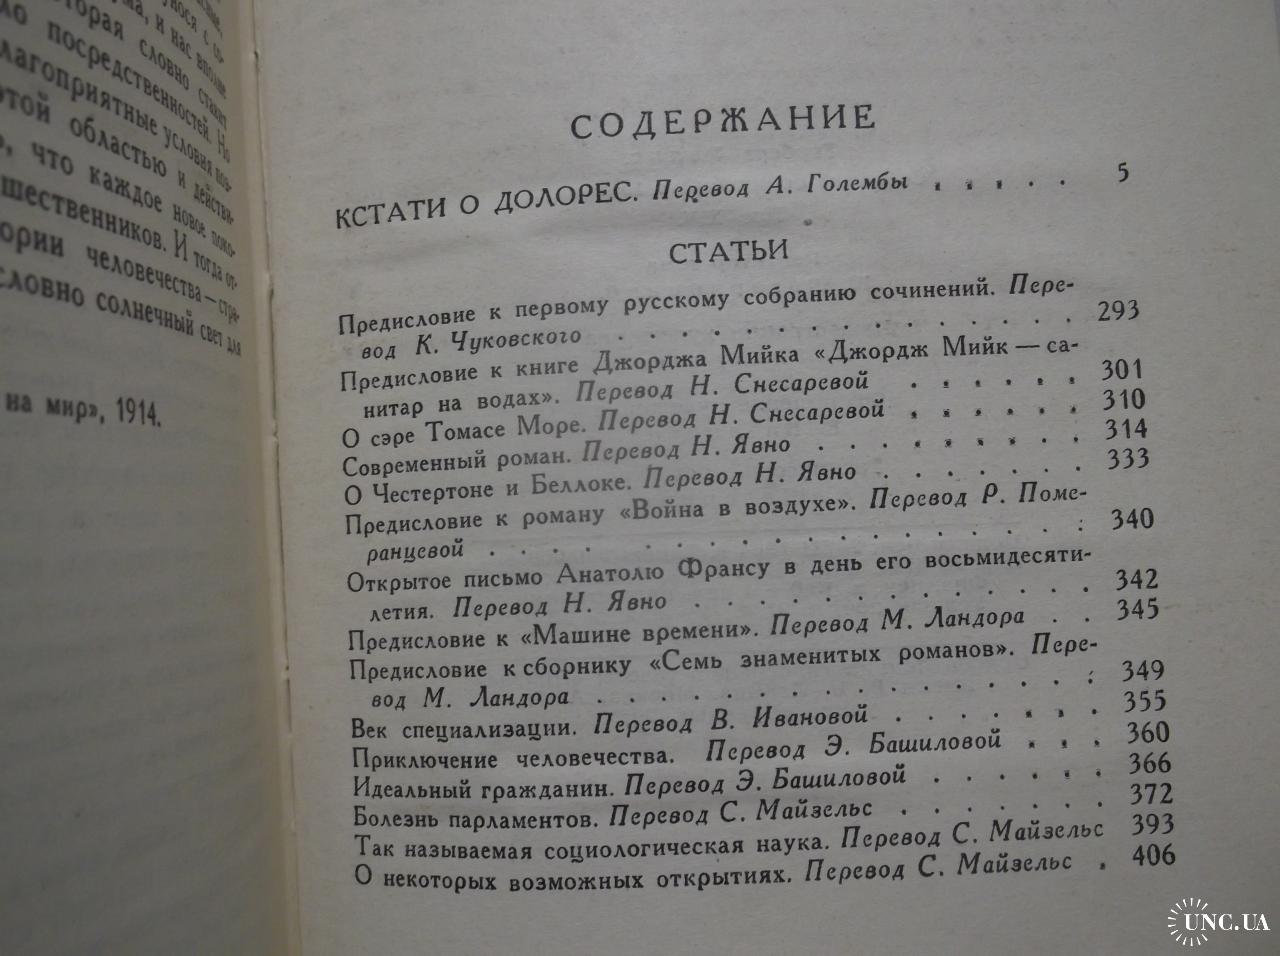 посредственностей. Но
благоприятные условия
этой областью и действи-
что каждое новое поко-
шественников. И тогда от-
ории человечества — стра-
словно солнечный свет для
на мир», 1914.
СОДЕРЖАНИЕ
КСТАТИ О ДОЛОРЕС. Перевод А. Голембы . . . . . . 5
СТАТЬИ
Предисловие к первому русскому собранию сочинений. Пере-
вод К. Чуковского . . . . . . . . . . . . . . 293
Предисловие к книге Джорджа Мийка «Джордж Мийк — са-
нитар на водах». Перевод Н. Снесаревой . . . . . . 301
О сэре Томасе Море. Перевод Н. Снесаревой . . . . . . 310
Современный роман. Перевод Н. Явно . . . . . . . . 314
О Честертоне и Беллоке. Перевод Н. Явно . . . . . . . 333
Предисловие к роману «Война в воздухе». Перевод Р. Поме-
ранцевой . . . . . . . . . . . . . . . . . . 340
Открытое письмо Анатолю Франсу в день его восьмидесяти-
летия. Перевод Н. Явно . . . . . . . . . . . . . 342
Предисловие к «Машине времени». Перевод М. Ландора . . 345
Предисловие к сборнику «Семь знаменитых романов». Пере-
вод М. Ландора . . . . . . . . . . . . . . . . 349
Век специализации. Перевод В. Ивановой . . . . . . . 355
Приключение человечества. Перевод Э. Башиловой . . . 360
Идеальный гражданин. Перевод Э. Башиловой . . . . . . 366
Болезнь парламентов. Перевод С. Майзельс . . . . . . . 372
Так называемая социологическая наука. Перевод С. Майзельс 393
О некоторых возможных открытиях. Перевод С. Майзельс . 406
UNC.UA